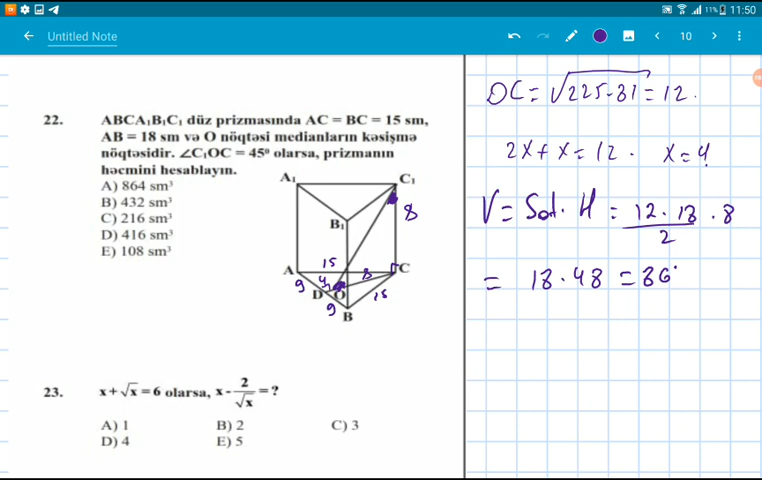 11% 11:50
Untitled Note
10
22. ABCA₁B₁C₁ düz prizmasında AC = BC = 15 sm,
AB = 18 sm və O nöqtəsi medianların kəsişmə
nöqtəsidir. ∠C₁OC = 45⁰ olarsa, prizmanın
həcmini hesablayın.
A) 864 sm³
B) 432 sm³
C) 216 sm³
D) 416 sm³
E) 108 sm³
A₁ C₁
B₁ 8
15
A 8 C
9 4 D O 15
9 B
23. x + √x = 6 olarsa, x - 2/√x = ?
A) 1 B) 2 C) 3
D) 4 E) 5
OC = √225-81 = 12.
2x + x = 12. x = 4
V = Sot. H = 12 · 18 / 2 · 8
= 18 · 48 = 86